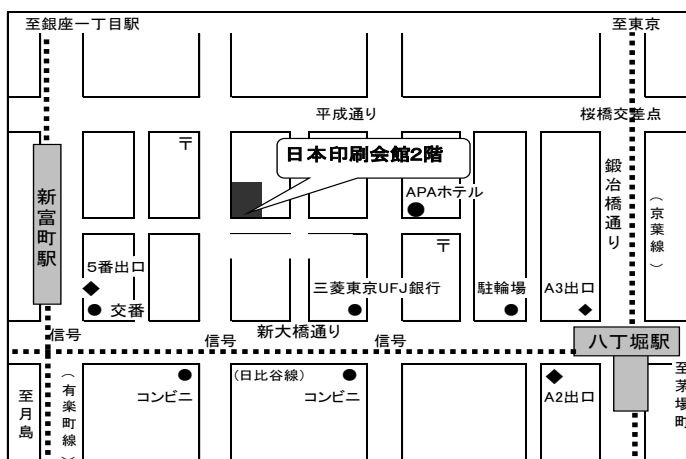 至銀座一丁目駅
至東京
平成通り
桜橋交差点
〒
日本印刷会館2階
鍛冶橋通り
(京葉線)
APAホテル
新富町駅
〒
5番出口
交番
三菱東京UFJ銀行
駐輪場
A3出口
新大橋通り
信号
信号
信号
八丁堀駅
至月島
(有楽町線)
コンビニ
(日比谷線)
コンビニ
A2出口
至茅場町